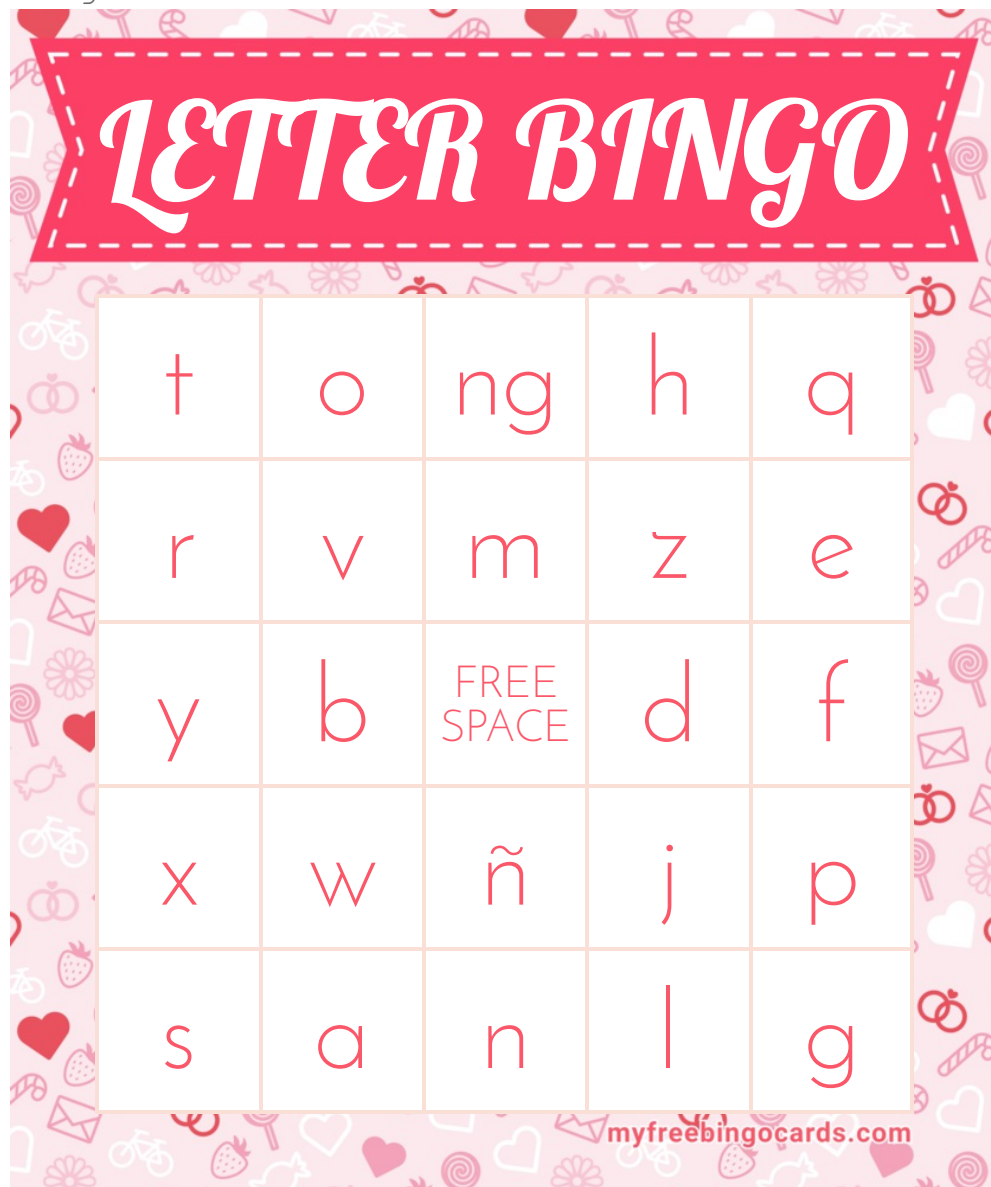 LETTER BINGO
t o ng h q
r v m z e
y b FREE SPACE d f
x w ñ j p
s a n l g
myfreebingocards.com